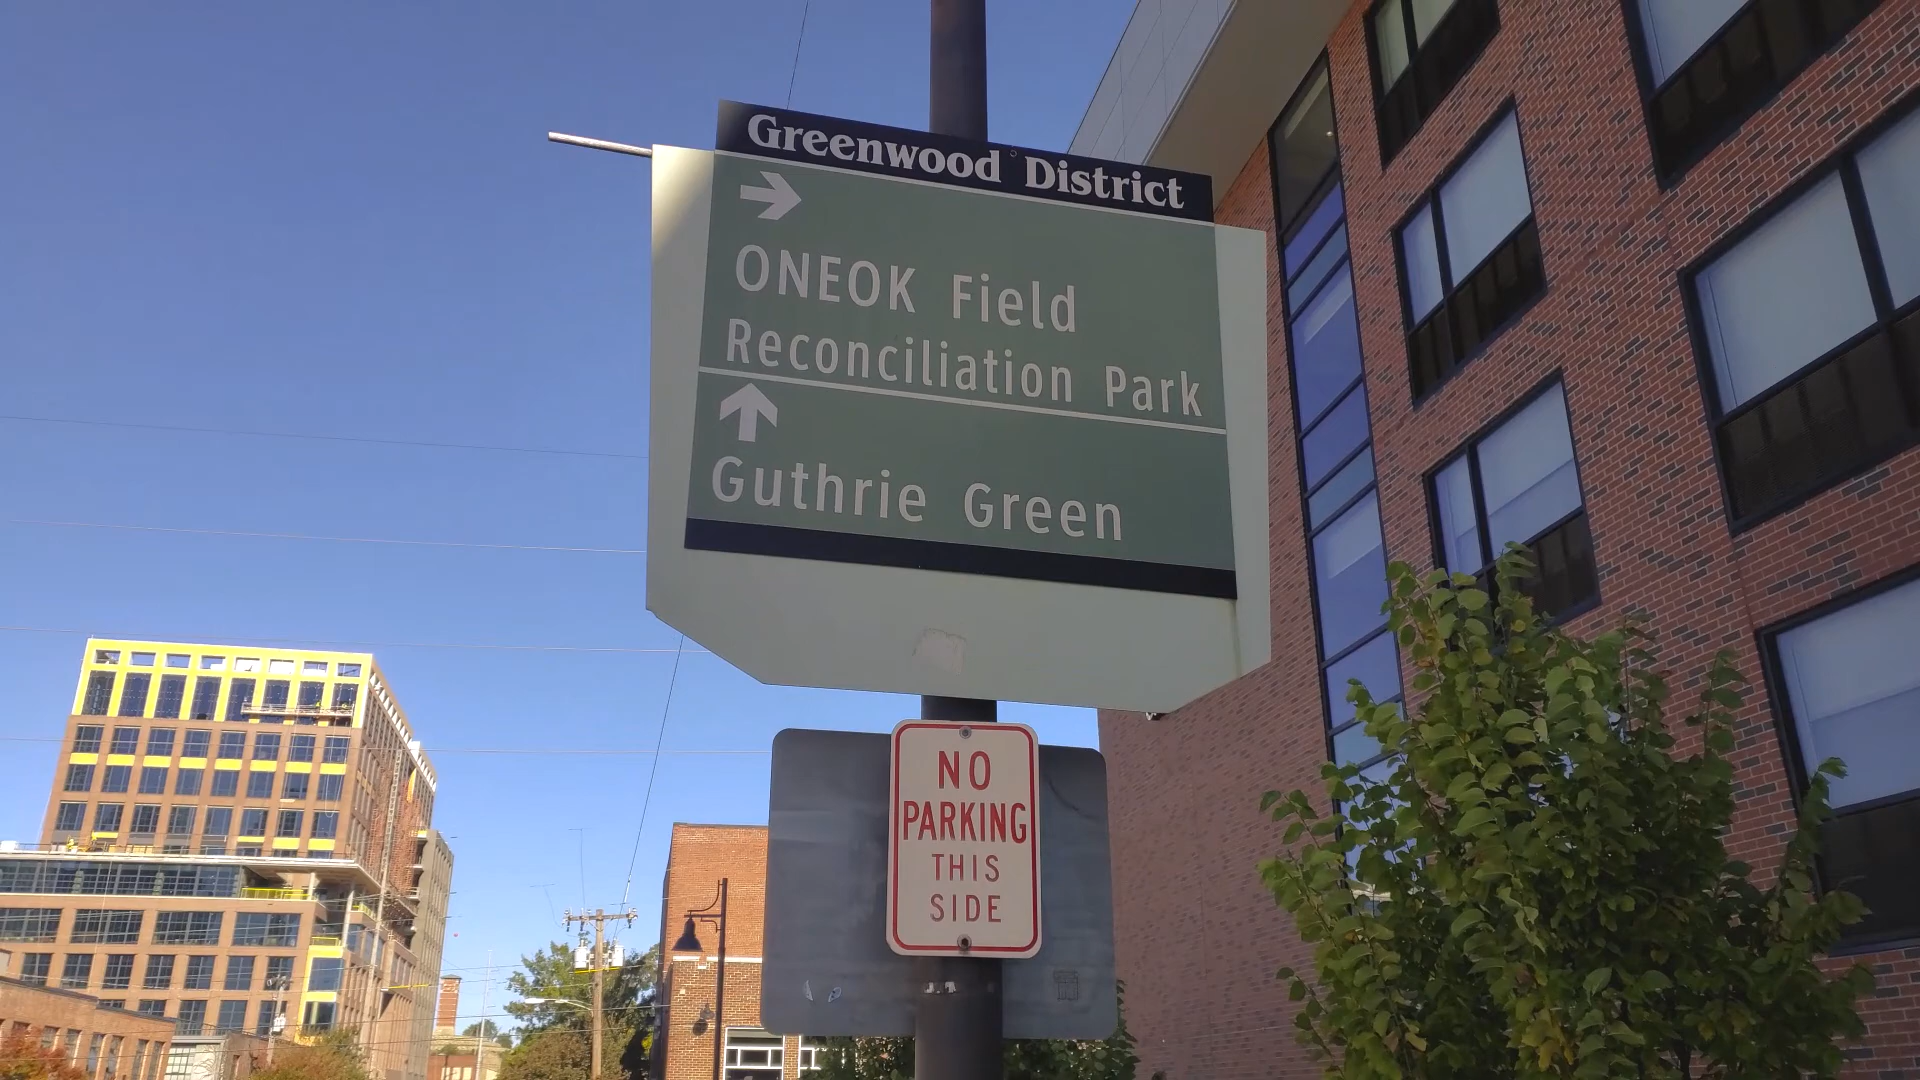 Greenwood District
ONEOK Field
Reconciliation Park
Guthrie Green
NO
PARKING
THIS
SIDE